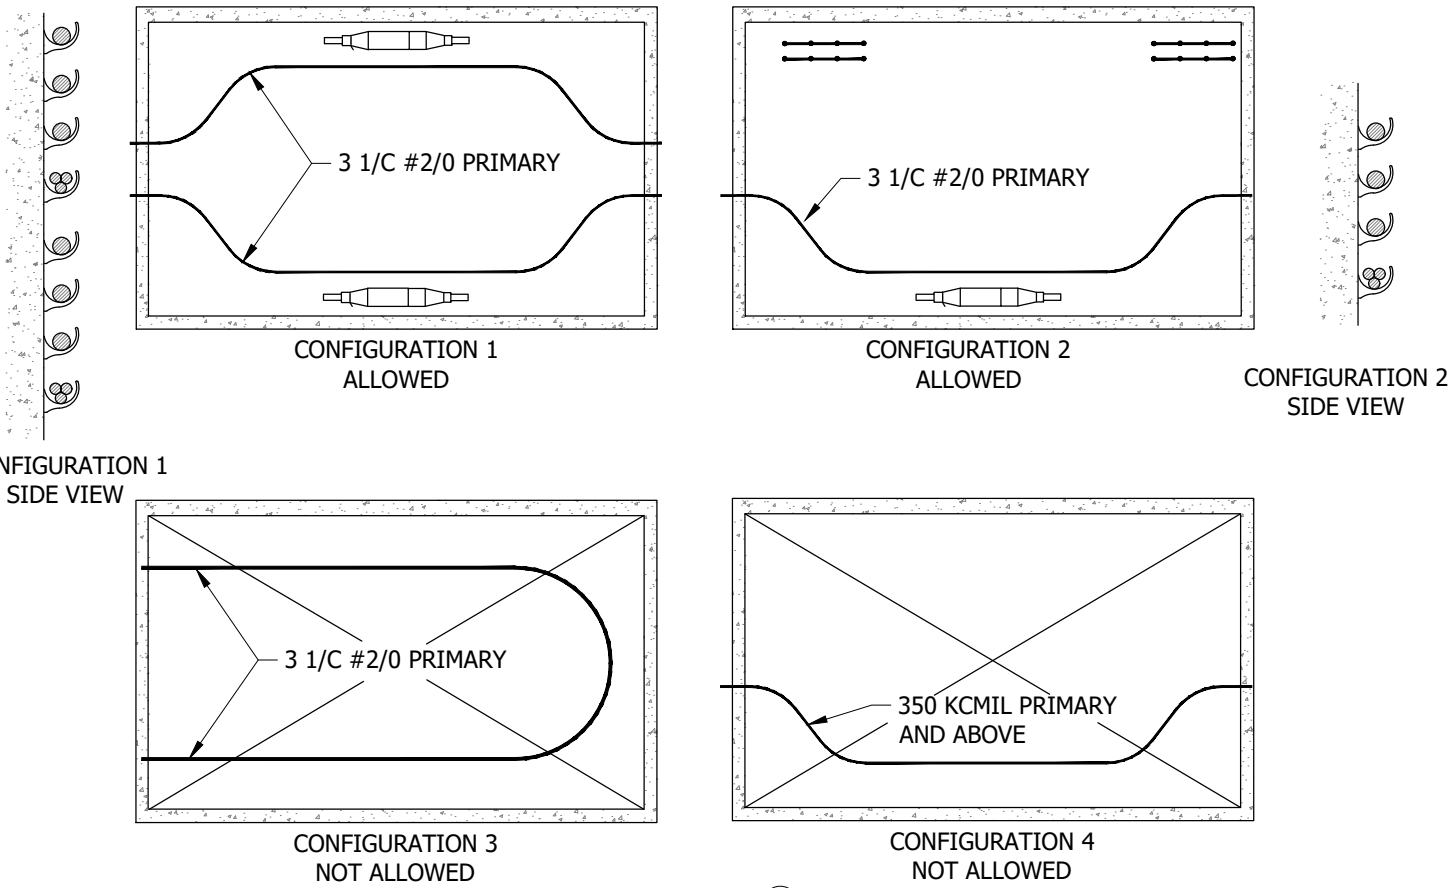 3 1/C #2/0 PRIMARY
3 1/C #2/0 PRIMARY
CONFIGURATION 1
ALLOWED
CONFIGURATION 2
ALLOWED
CONFIGURATION 2
SIDE VIEW
NFIGURATION 1
SIDE VIEW
3 1/C #2/0 PRIMARY
350 KCMIL PRIMARY
AND ABOVE
CONFIGURATION 3
NOT ALLOWED
CONFIGURATION 4
NOT ALLOWED